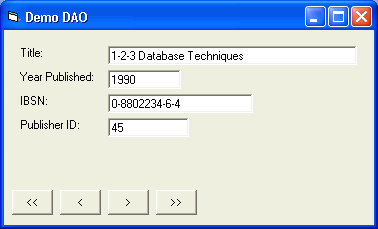 Demo DAO
Title: 1-2-3 Database Techniques
Year Published: 1990
IBSN: 0-8802234-6-4
Publisher ID: 45
<< < > >>